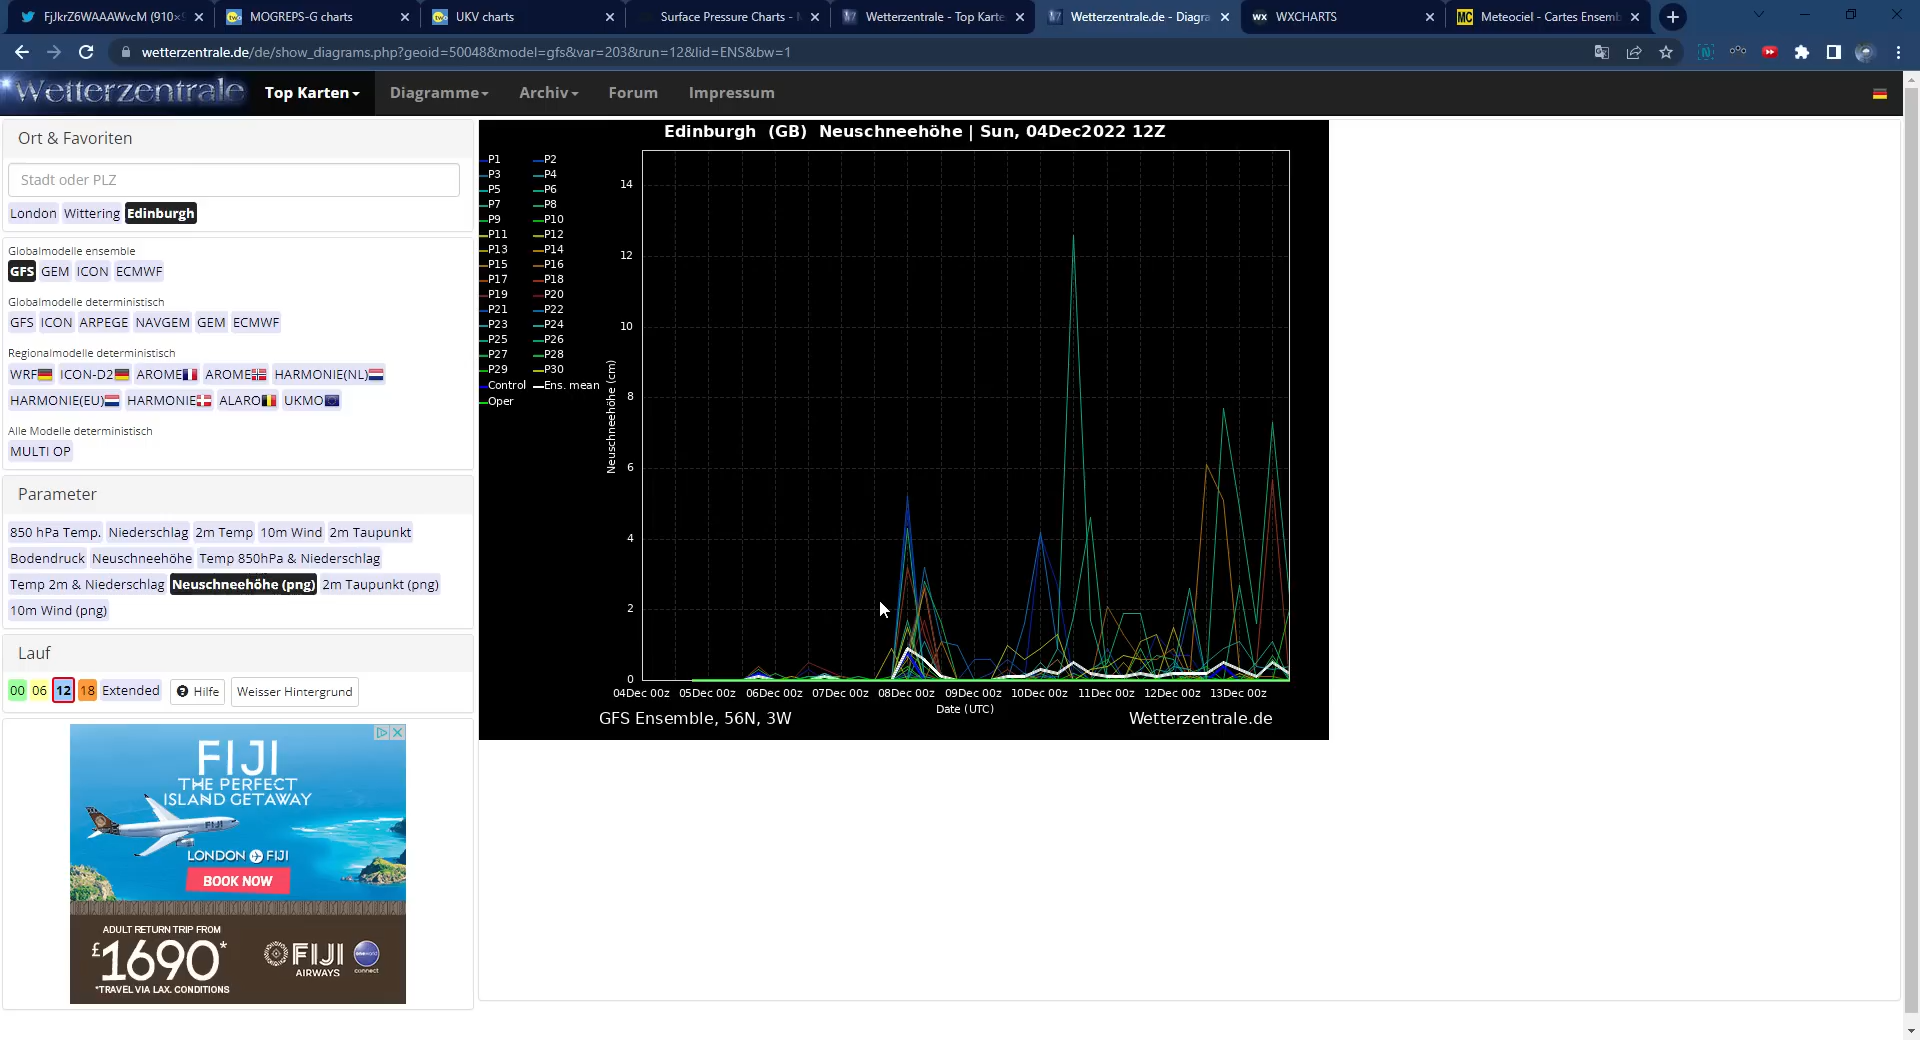 FjJkrZ6WAAAWvcM (910×
MOGREPS-G charts
UKV charts
Surface Pressure Charts -
Wetterzentrale - Top Karte
Wetterzentrale.de - Diagra
WXCHARTS
Meteociel - Cartes Ensemb
wetterzentrale.de/de/show_diagrams.php?geoid=50048&model=gfs&var=203&run=12&lid=ENS&bw=1
Wetterzentrale
Top Karten
Diagramme
Archiv
Forum
Impressum
Ort & Favoriten
Stadt oder PLZ
London Wittering Edinburgh
Globalmodelle ensemble
GFS GEM ICON ECMWF
Globalmodelle deterministisch
GFS ICON ARPEGE NAVGEM GEM ECMWF
Regionalmodelle deterministisch
WRF ICON-D2 AROME AROME HARMONIE(NL)
HARMONIE(EU) HARMONIE ALARO UKMO
Alle Modelle deterministisch
MULTI OP
Parameter
850 hPa Temp. Niederschlag 2m Temp 10m Wind 2m Taupunkt
Bodendruck Neuschneehöhe Temp 850hPa & Niederschlag
Temp 2m & Niederschlag Neuschneehöhe (png) 2m Taupunkt (png)
10m Wind (png)
Lauf
00 06 12 18 Extended Hilfe Weisser Hintergrund
FIJI
THE PERFECT
ISLAND GETAWAY
FIJI
LONDON FIJI
BOOK NOW
ADULT RETURN TRIP FROM
£1690*
*TRAVEL VIA LAX. CONDITIONS
FIJI
AIRWAYS
oneworld
connect
Edinburgh (GB) Neuschneehöhe | Sun, 04Dec2022 12Z
P1 P2
P3 P4
P5 P6
P7 P8
P9 P10
P11 P12
P13 P14
P15 P16
P17 P18
P19 P20
P21 P22
P23 P24
P25 P26
P27 P28
P29 P30
Control Ens. mean
Oper
Neuschneehöhe (cm)
14
12
10
8
6
4
2
0
04Dec 00z 05Dec 00z 06Dec 00z 07Dec 00z 08Dec 00z 09Dec 00z 10Dec 00z 11Dec 00z 12Dec 00z 13Dec 00z
Date (UTC)
GFS Ensemble, 56N, 3W
Wetterzentrale.de